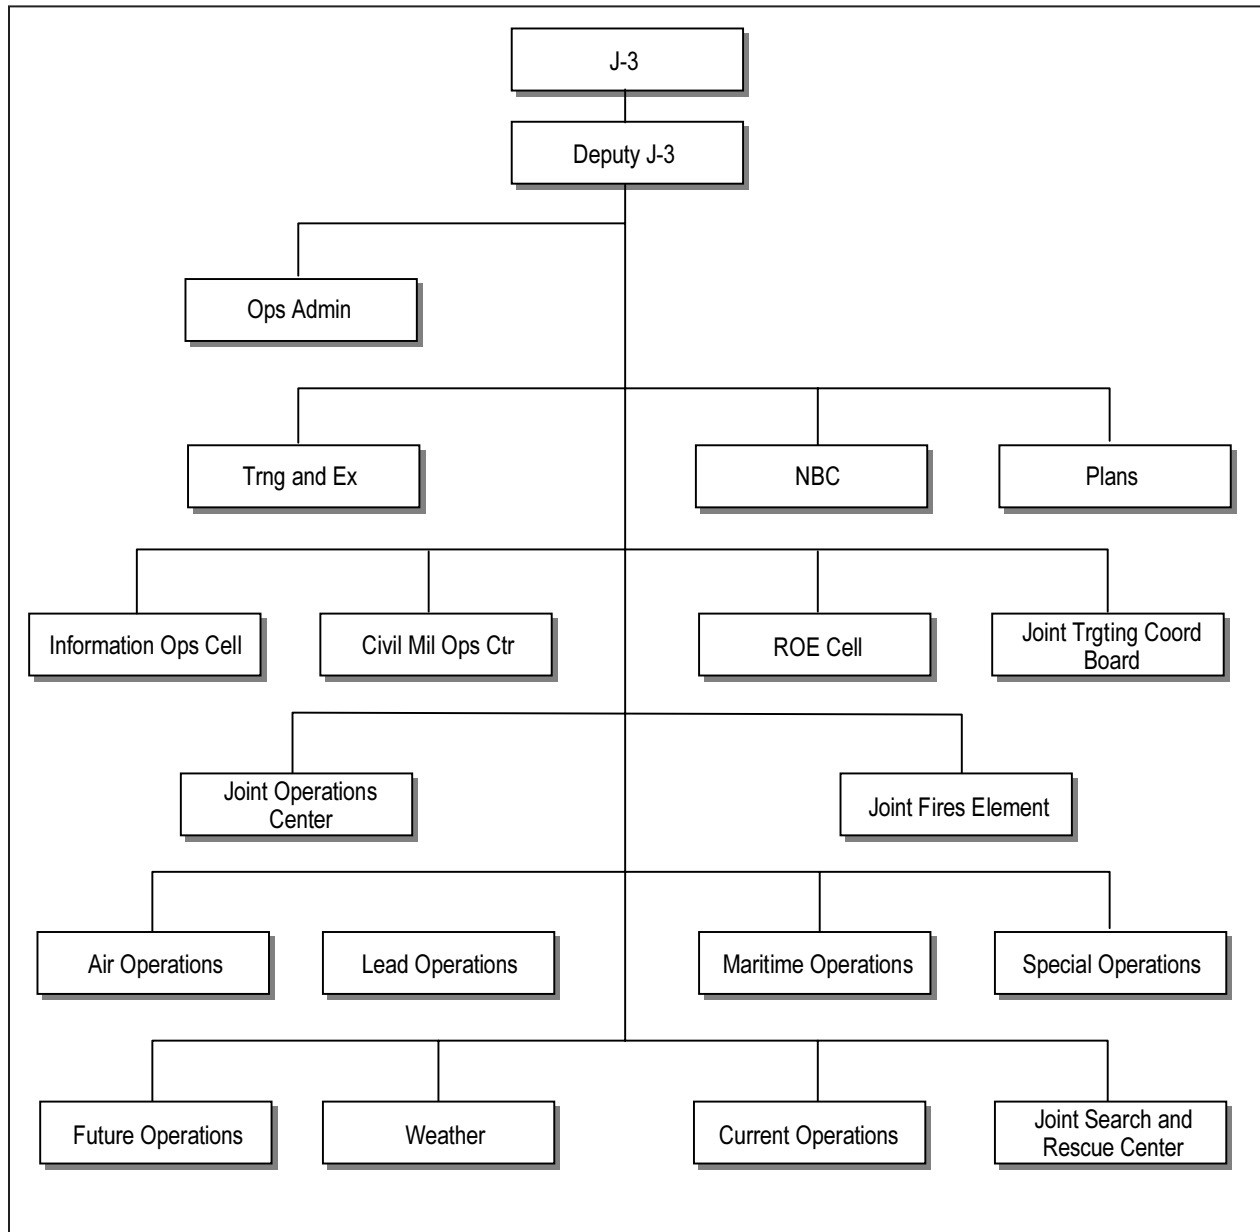 J-3
Deputy J-3
Ops Admin
Trng and Ex
NBC
Plans
Information Ops Cell
Civil Mil Ops Ctr
ROE Cell
Joint Trgting Coord
Board
Joint Operations
Center
Joint Fires Element
Air Operations
Lead Operations
Maritime Operations
Special Operations
Future Operations
Weather
Current Operations
Joint Search and
Rescue Center